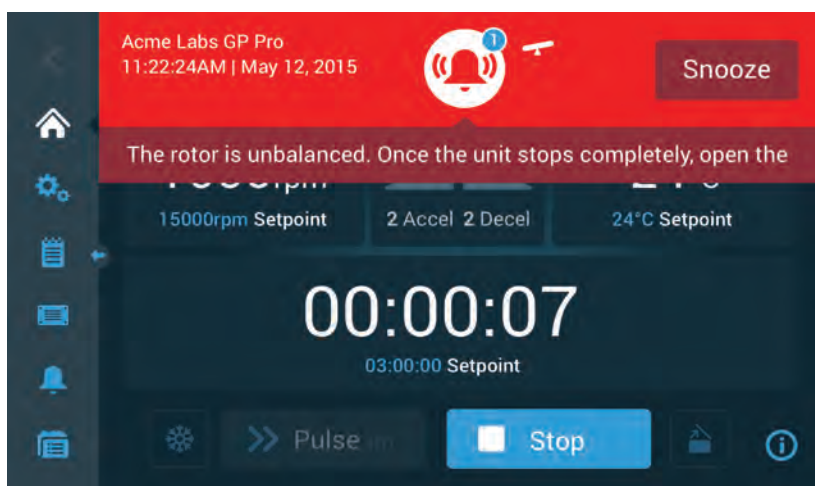 Acme Labs GP Pro
11:22:24AM | May 12, 2015
1
Snooze
The rotor is unbalanced. Once the unit stops completely, open the
15000rpm Setpoint
2 Accel 2 Decel
24°C Setpoint
00:00:07
03:00:00 Setpoint
Pulse
Stop